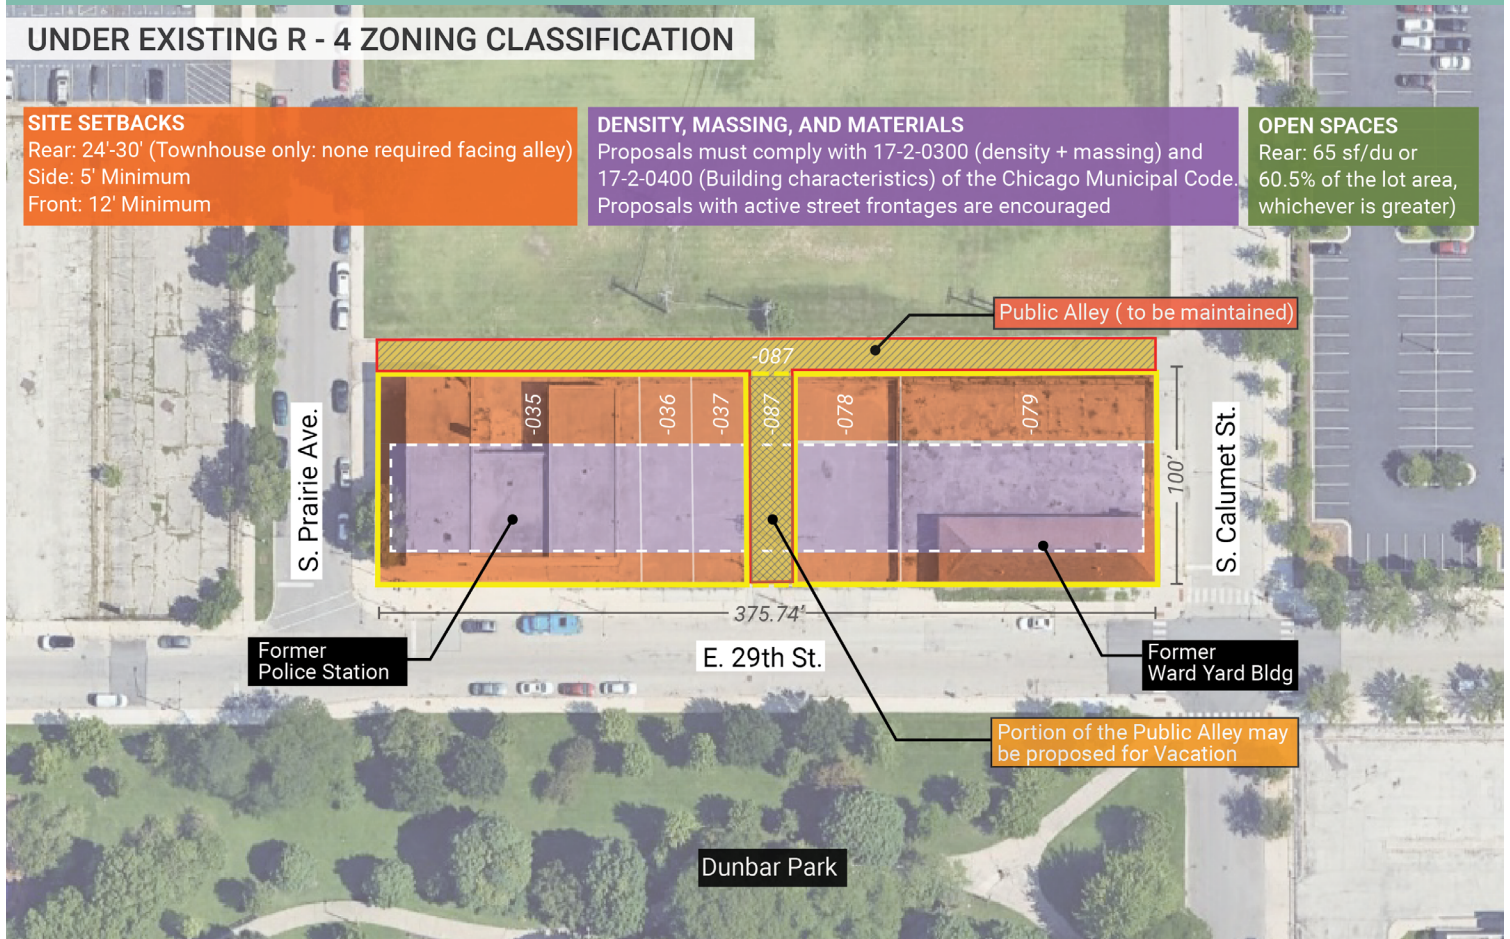 UNDER EXISTING R - 4 ZONING CLASSIFICATION
SITE SETBACKS
Rear: 24'-30' (Townhouse only: none required facing alley)
Side: 5' Minimum
Front: 12' Minimum
DENSITY, MASSING, AND MATERIALS
Proposals must comply with 17-2-0300 (density + massing) and
17-2-0400 (Building characteristics) of the Chicago Municipal Code.
Proposals with active street frontages are encouraged
OPEN SPACES
Rear: 65 sf/du or
60.5% of the lot area,
whichever is greater)
Public Alley ( to be maintained)
-087
-035
-036
-037
-087
-078
-079
S. Prairie Ave.
100'
S. Calumet St.
375.74'
Former
Police Station
E. 29th St.
Former
Ward Yard Bldg
Portion of the Public Alley may
be proposed for Vacation
Dunbar Park